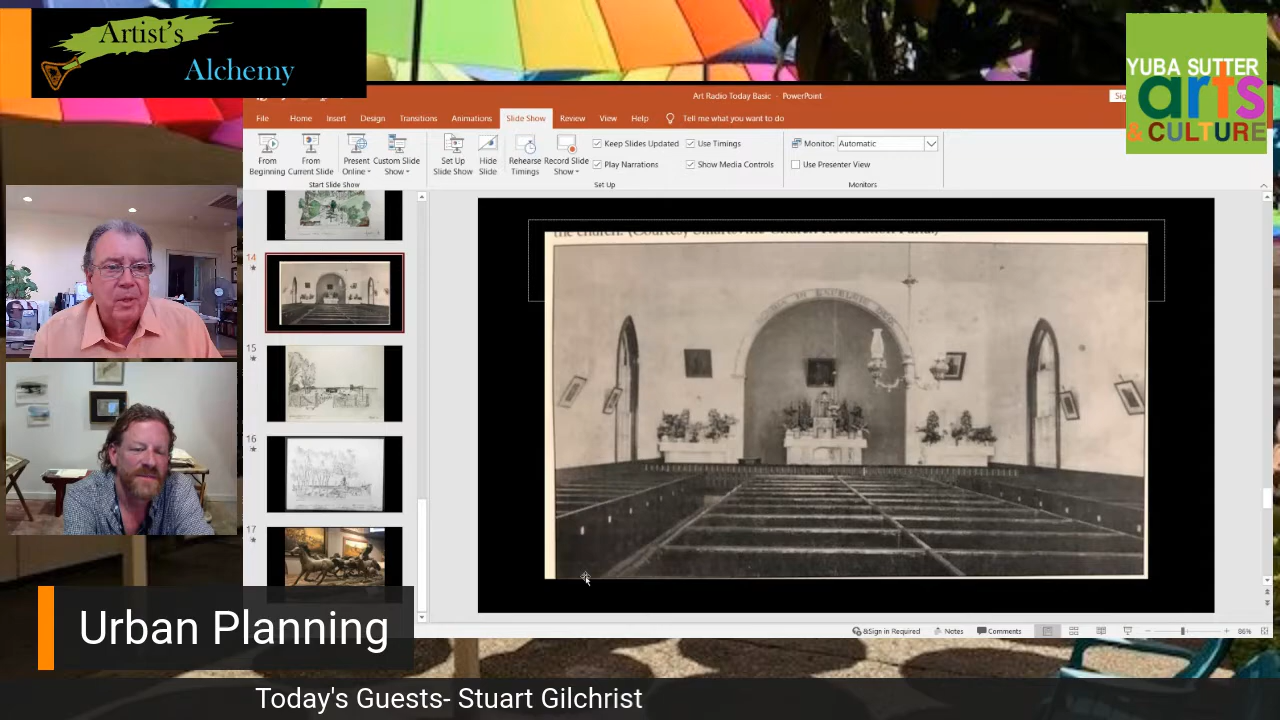 Artist's
Alchemy
YUBA SUTTER
arts
& CULTURE
Art Radio Today Basic - PowerPoint
File Home Insert Design Transitions Animations Slide Show Review View Help Tell me what you want to do
From Beginning
From Current Slide
Present Online
Custom Slide Show
Set Up Slide Show
Hide Slide
Rehearse Timings
Record Slide Show
Keep Slides Updated
Play Narrations
Use Timings
Show Media Controls
Monitor: Automatic
Use Presenter View
Start Slide Show
Set Up
Monitors
14
15
16
17
Sign in Required Notes Comments 86%
Urban Planning
Today's Guests- Stuart Gilchrist